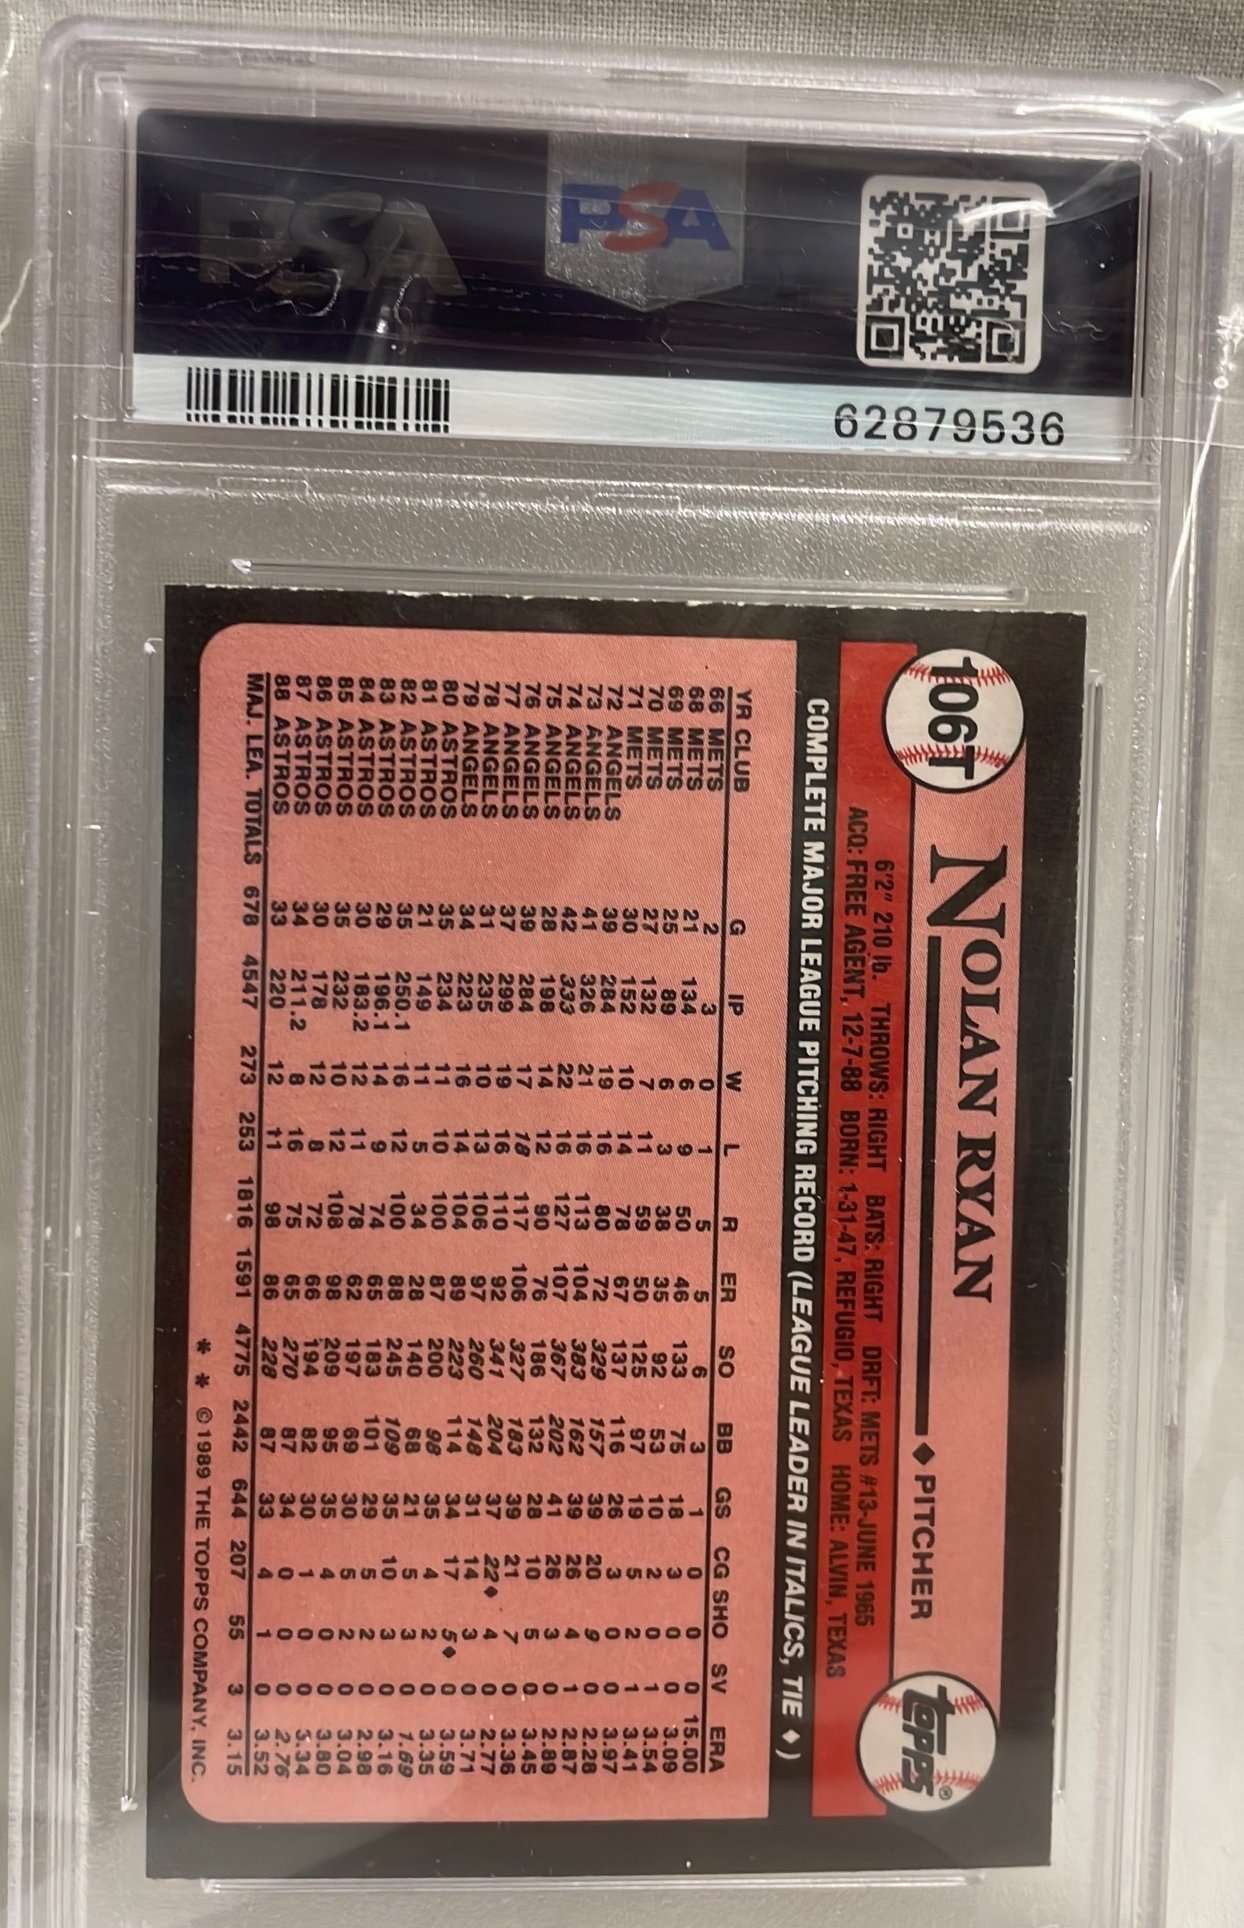 PSA
PSA
62879536
106T
NOLAN RYAN ♦ PITCHER
topps®
6'2" 210 lb. THROWS: RIGHT BATS: RIGHT DRFT: METS #13-JUNE 1965
ACQ: FREE AGENT, 12-7-88 BORN: 1-31-47, REFUGIO, TEXAS HOME: ALVIN, TEXAS
COMPLETE MAJOR LEAGUE PITCHING RECORD (LEAGUE LEADER IN ITALICS, TIE ♦)
YR CLUB G IP W L R ER SO BB GS CG SHO SV ERA
66 METS 2 3 0 1 5 5 6 3 1 0 0 0 15.00
68 METS 21 134 6 9 50 46 133 75 18 3 0 0 3.09
69 METS 25 89 6 3 38 35 92 53 10 2 0 1 3.54
70 METS 27 132 7 11 59 50 125 97 19 5 2 1 3.41
71 METS 30 152 10 14 78 67 137 116 26 3 0 0 3.97
72 ANGELS 39 284 19 16 80 72 329 157 39 20 9 0 2.28
73 ANGELS 41 326 21 16 113 104 383 162 39 26 4 1 2.87
74 ANGELS 42 333 22 16 127 107 367 202 41 26 3 0 2.89
75 ANGELS 28 198 14 12 90 76 186 132 28 10 5 0 3.45
76 ANGELS 39 284 17 18 117 106 327 183 39 21 7 0 3.36
77 ANGELS 37 299 19 16 110 92 341 204 37 22♦ 4 0 2.77
78 ANGELS 31 235 10 13 106 97 260 148 31 14 3 0 3.71
79 ANGELS 34 223 16 14 104 89 223 114 34 17 5♦ 0 3.59
80 ASTROS 35 234 11 10 100 87 200 98 35 4 2 0 3.35
81 ASTROS 21 149 11 5 34 28 140 68 21 5 3 0 1.69
82 ASTROS 35 250.1 16 12 100 88 245 109 35 10 3 0 3.16
83 ASTROS 29 196.1 14 9 74 65 183 101 29 5 2 0 2.98
84 ASTROS 30 183.2 12 11 78 62 197 69 30 5 2 0 3.04
85 ASTROS 35 232 10 12 108 98 209 95 35 4 0 0 3.80
86 ASTROS 30 178 12 8 72 66 194 82 30 1 0 0 3.34
87 ASTROS 34 211.2 8 16 75 65 270 87 34 0 0 0 2.76
88 ASTROS 33 220 12 11 98 86 228 87 33 4 1 0 3.52
MAJ. LEA. TOTALS 678 4547 273 253 1816 1591 4775 2442 644 207 55 3 3.15
* * ©1989 THE TOPPS COMPANY, INC.